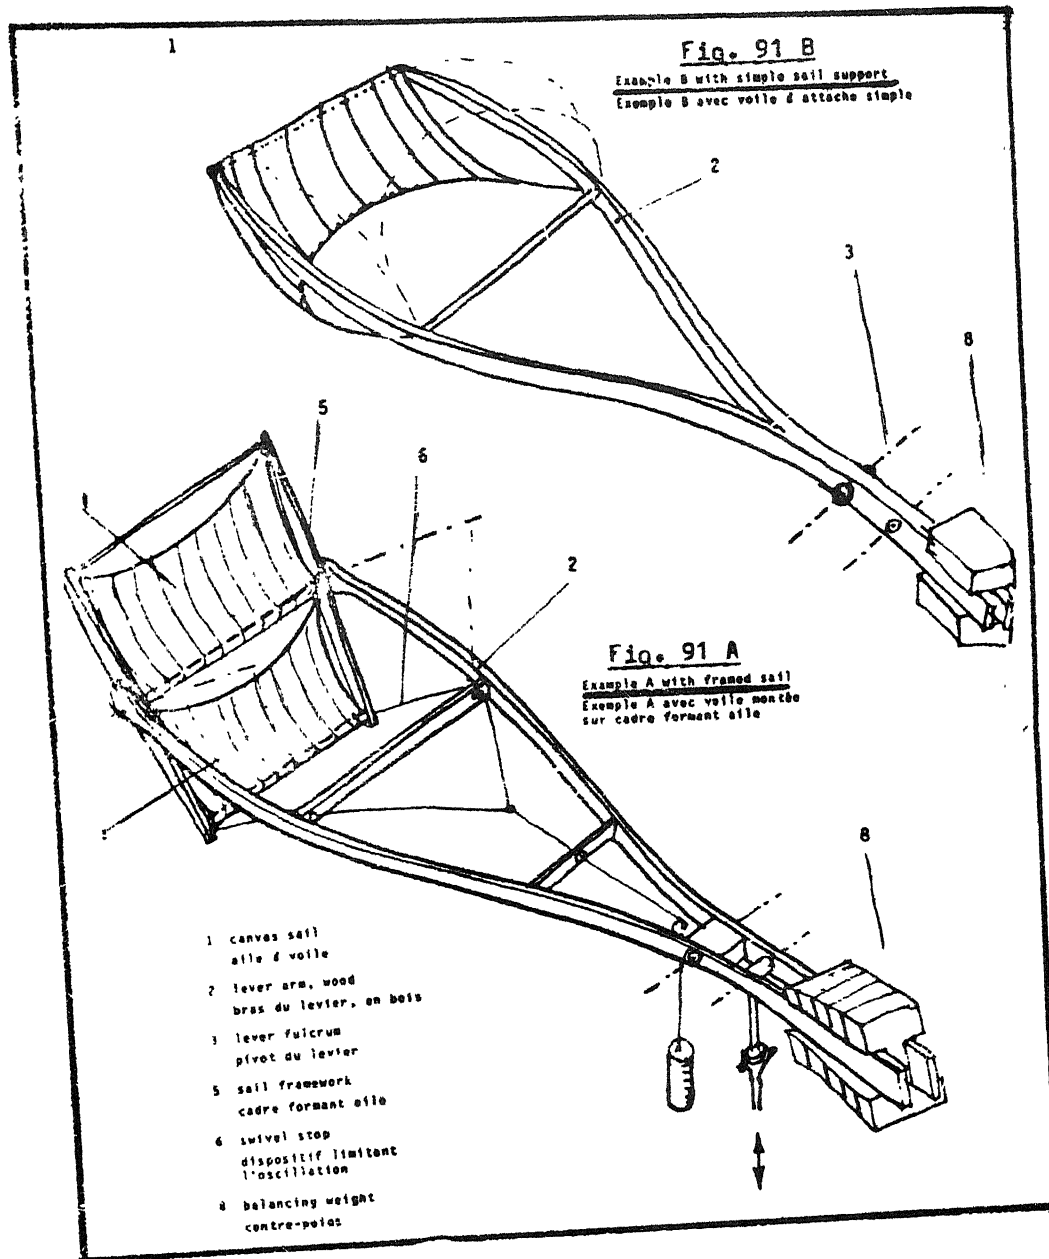 1
Fig. 91 B
Example B with simple sail support
Exemple B avec voile à attache simple
2
3
8
5
6
1
2
Fig. 91 A
Example A with framed sail
Exemple A avec voile montée
sur cadre formant aile
8
1 canvas sail
aile à voile
2 lever arm, wood
bras du levier, en bois
3 lever fulcrum
pivot du levier
5 sail framework
cadre formant aile
6 swivel stop
dispositif limitant
l'oscillation
8 balancing weight
contre-poids